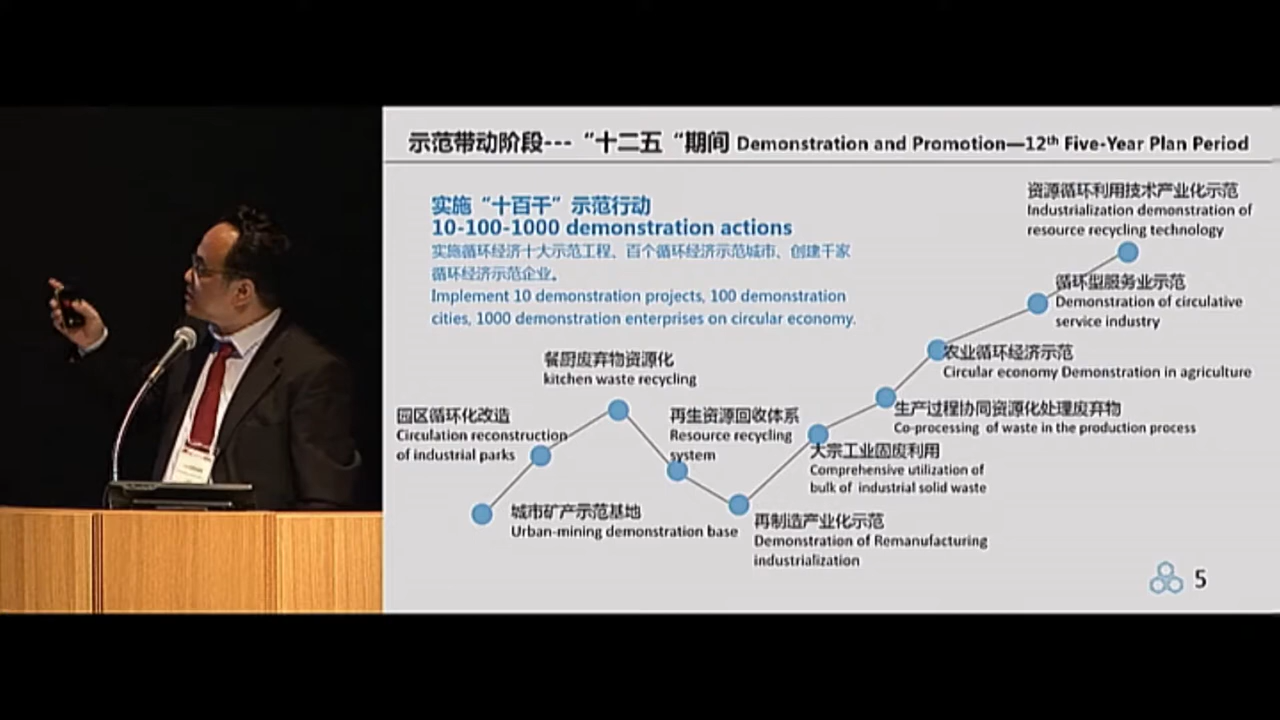 示范带动阶段---“十二五“期间 Demonstration and Promotion—12th Five-Year Plan Period
实施“十百千”示范行动
10-100-1000 demonstration actions
实施循环经济十大示范工程、百个循环经济示范城市、创建千家
循环经济示范企业。
Implement 10 demonstration projects, 100 demonstration
cities, 1000 demonstration enterprises on circular economy.
资源循环利用技术产业化示范
Industrialization demonstration of
resource recycling technology
循环型服务业示范
Demonstration of circulative
service industry
农业循环经济示范
Circular economy Demonstration in agriculture
餐厨废弃物资源化
kitchen waste recycling
园区循环化改造
Circulation reconstruction
of industrial parks
再生资源回收体系
Resource recycling
system
生产过程协同资源化处理废弃物
Co-processing of waste in the production process
大宗工业固废利用
Comprehensive utilization of
bulk of industrial solid waste
城市矿产示范基地
Urban-mining demonstration base
再制造产业化示范
Demonstration of Remanufacturing
industrialization
5